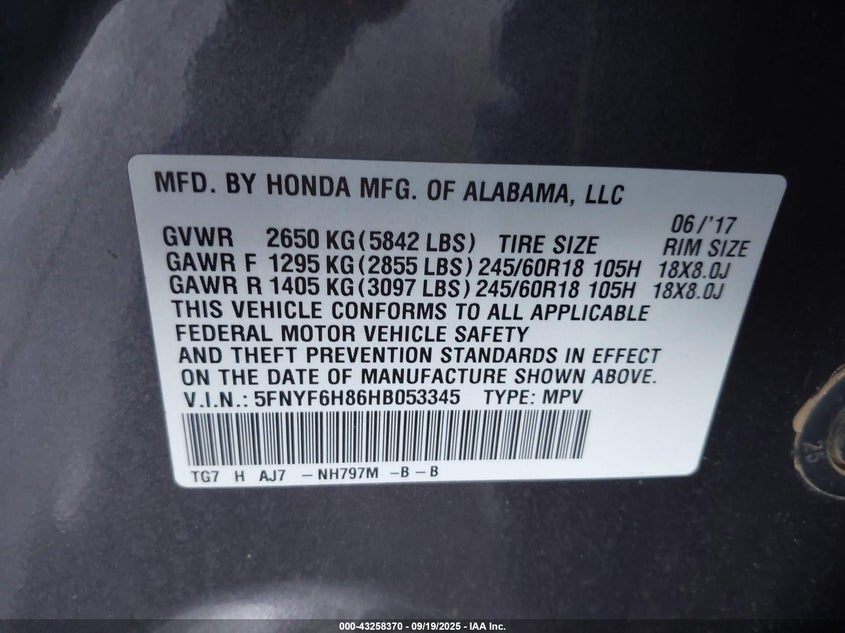 MFD. BY HONDA MFG. OF ALABAMA, LLC
06/'17
GVWR 2650 KG(5842 LBS) TIRE SIZE RIM SIZE
GAWR F 1295 KG(2855 LBS) 245/60R18 105H 18X8.0J
GAWR R 1405 KG(3097 LBS) 245/60R18 105H 18X8.0J
THIS VEHICLE CONFORMS TO ALL APPLICABLE
FEDERAL MOTOR VEHICLE SAFETY
AND THEFT PREVENTION STANDARDS IN EFFECT
ON THE DATE OF MANUFACTURE SHOWN ABOVE.
V.I.N.: 5FNYF6H86HB053345 TYPE: MPV
TG7 H AJ7 -NH797M -B-B
25
000-43258370 - 09/19/2025 - IAA Inc.